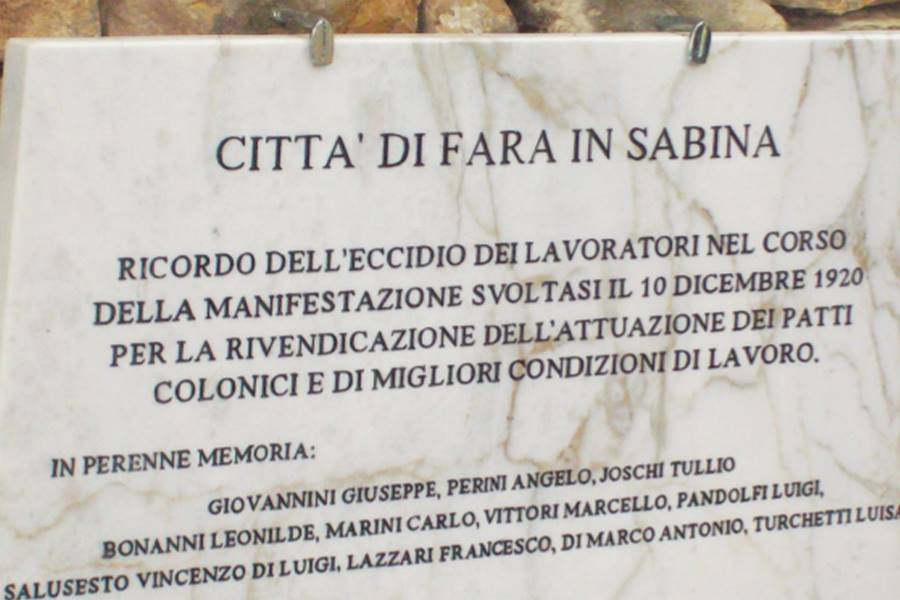 CITTA' DI FARA IN SABINA
RICORDO DELL'ECCIDIO DEI LAVORATORI NEL CORSO
DELLA MANIFESTAZIONE SVOLTASI IL 10 DICEMBRE 1920
PER LA RIVENDICAZIONE DELL'ATTUAZIONE DEI PATTI
COLONICI E DI MIGLIORI CONDIZIONI DI LAVORO.
IN PERENNE MEMORIA:
GIOVANNINI GIUSEPPE, PERINI ANGELO, JOSCHI TULLIO
BONANNI LEONILDE, MARINI CARLO, VITTORI MARCELLO, PANDOLFI LUIGI,
SALUSESTO VINCENZO DI LUIGI, LAZZARI FRANCESCO, DI MARCO ANTONIO, TURCHETTI LUISA